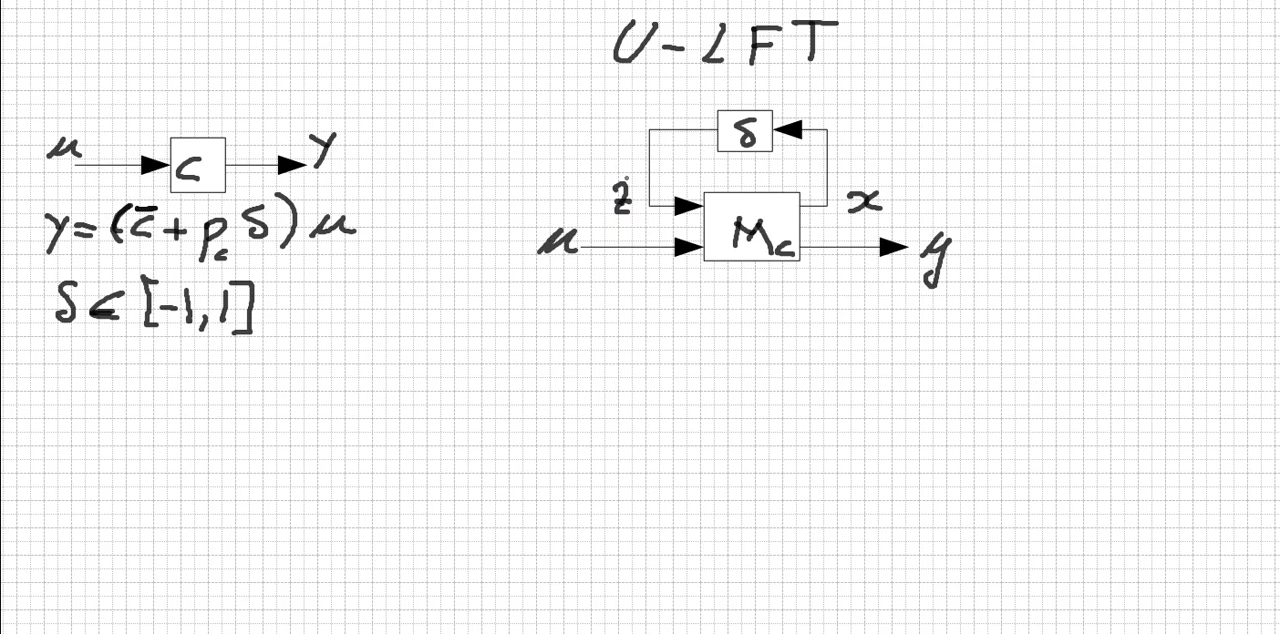 U-LFT
u C y
y = (c̄ + p_c δ) u
δ ∈ [-1, 1]
δ
z x
u M_c y